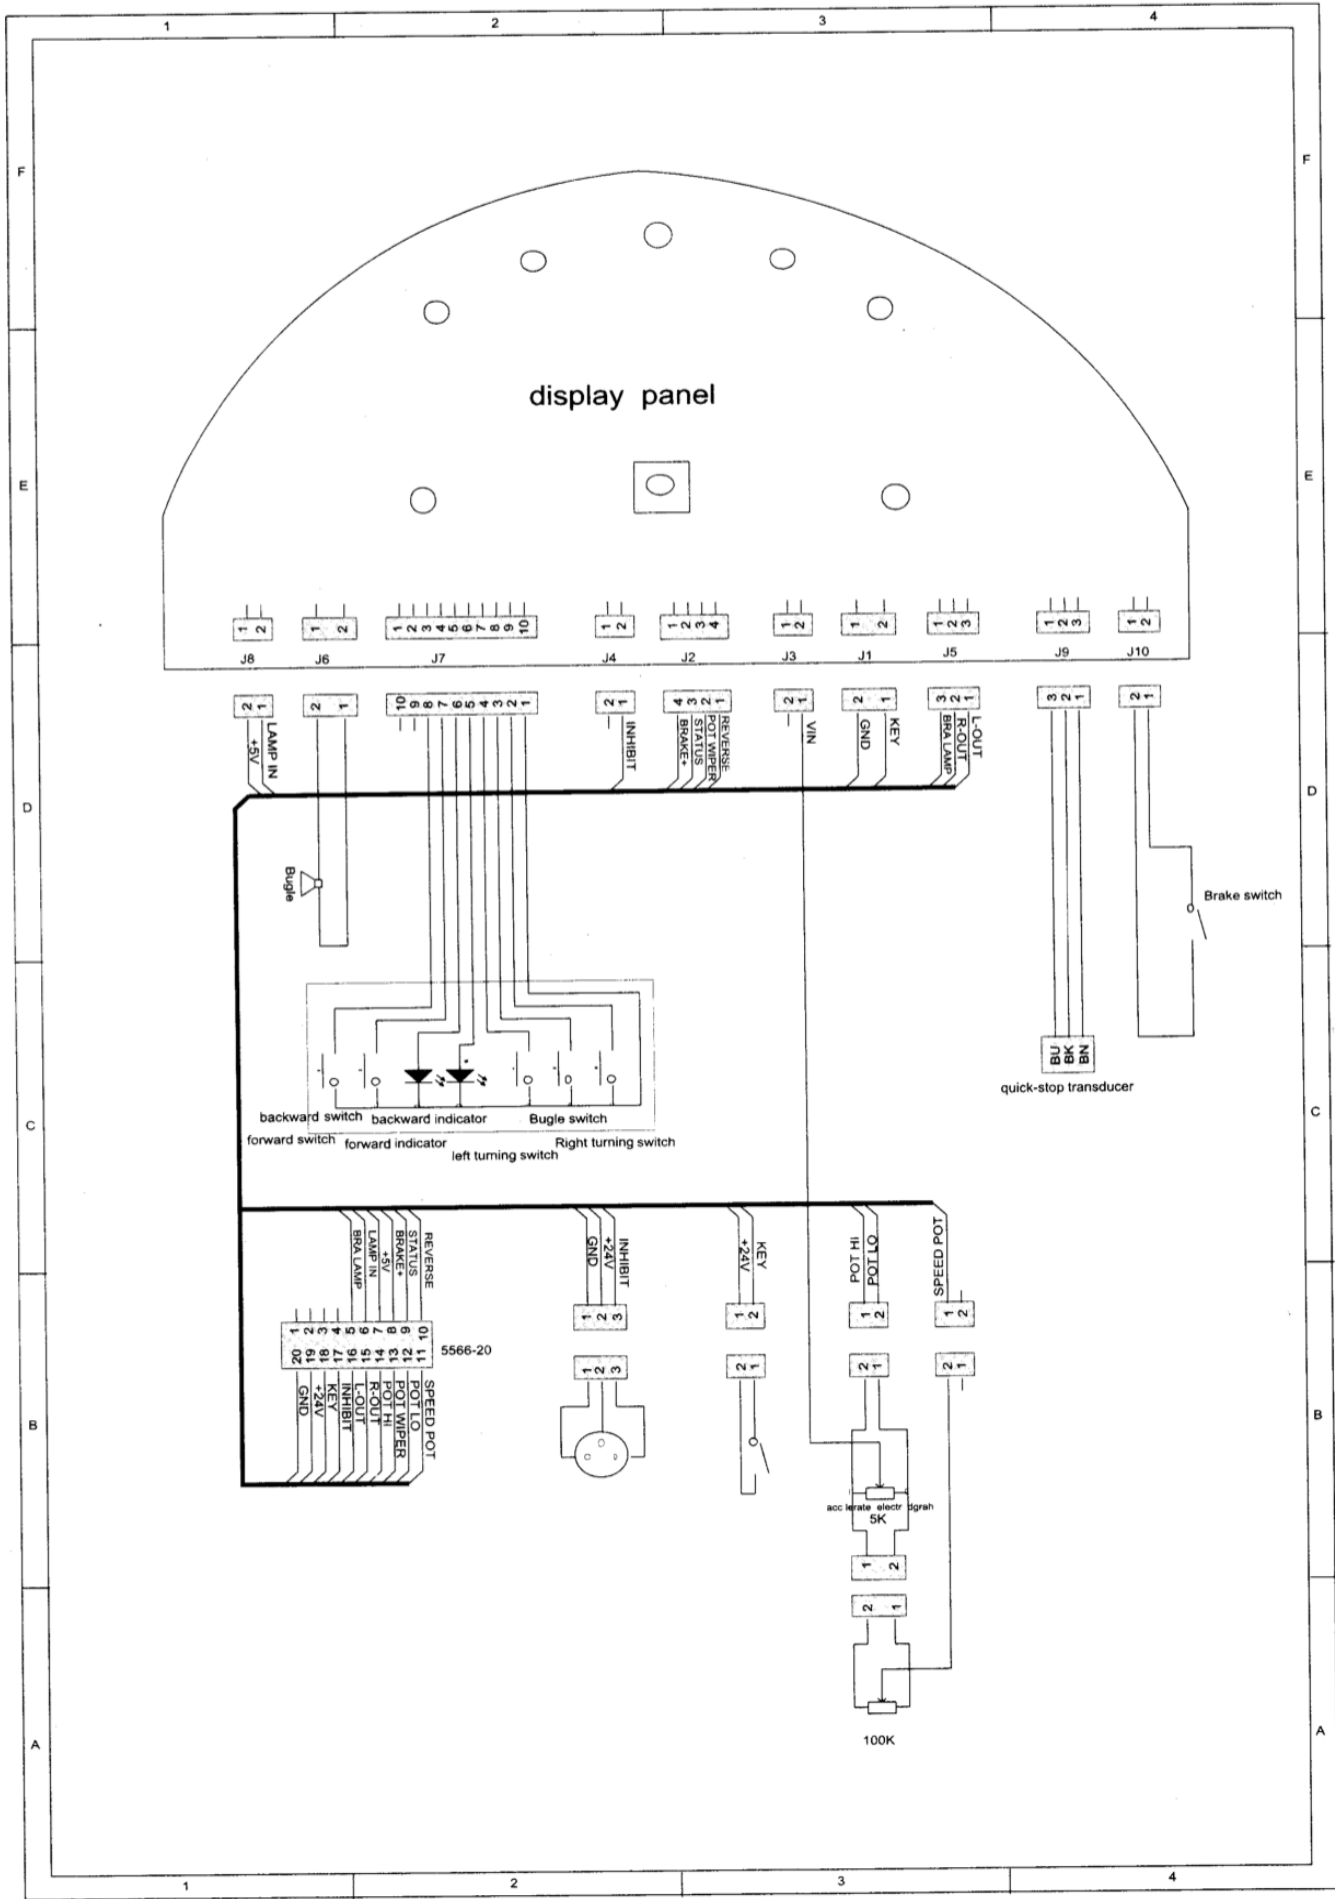 1 2 3 4
F F
display panel
E E
1 2
1 2
1 2 3 4 5 6 7 8 9 10
1 2
1 2 3 4
1 2
1 2
1 2 3
1 2 3
1 2
J8 J6 J7 J4 J2 J3 J1 J5 J9 J10
2 1
2 1
10 9 8 7 6 5 4 3 2 1
2 1
4 3 2 1
2 1
2 1
3 2 1
3 2 1
2 1
+5V
LAMP IN
INHIBIT
BRAKE+
STATUS
POT WIPER
REVERSE
VIN
GND
KEY
BRA LAMP
R-OUT
L-OUT
D D
Bugle
Brake switch
BU
BK
BN
quick-stop transducer
backward switch backward indicator Bugle switch
forward switch forward indicator Right turning switch
left turning switch
C C
BRA LAMP
LAMP IN
+5V
BRAKE+
STATUS
REVERSE
GND
+24V
INHIBIT
+24V
KEY
POT HI
POT LO
SPEED POT
1 2 3 4 5 6 7 8 9 10
20 19 18 17 16 15 14 13 12 11
5566-20
1 2 3
1 2
1 2
1 2
1 2 3
2 1
2 1
2 1
GND
+24V
KEY
INHIBIT
L-OUT
R-OUT
POT HI
POT WIPER
POT LO
SPEED POT
B B
acc lerate electr dgrah
5K
1 2
2 1
100K
A A
1 2 3 4